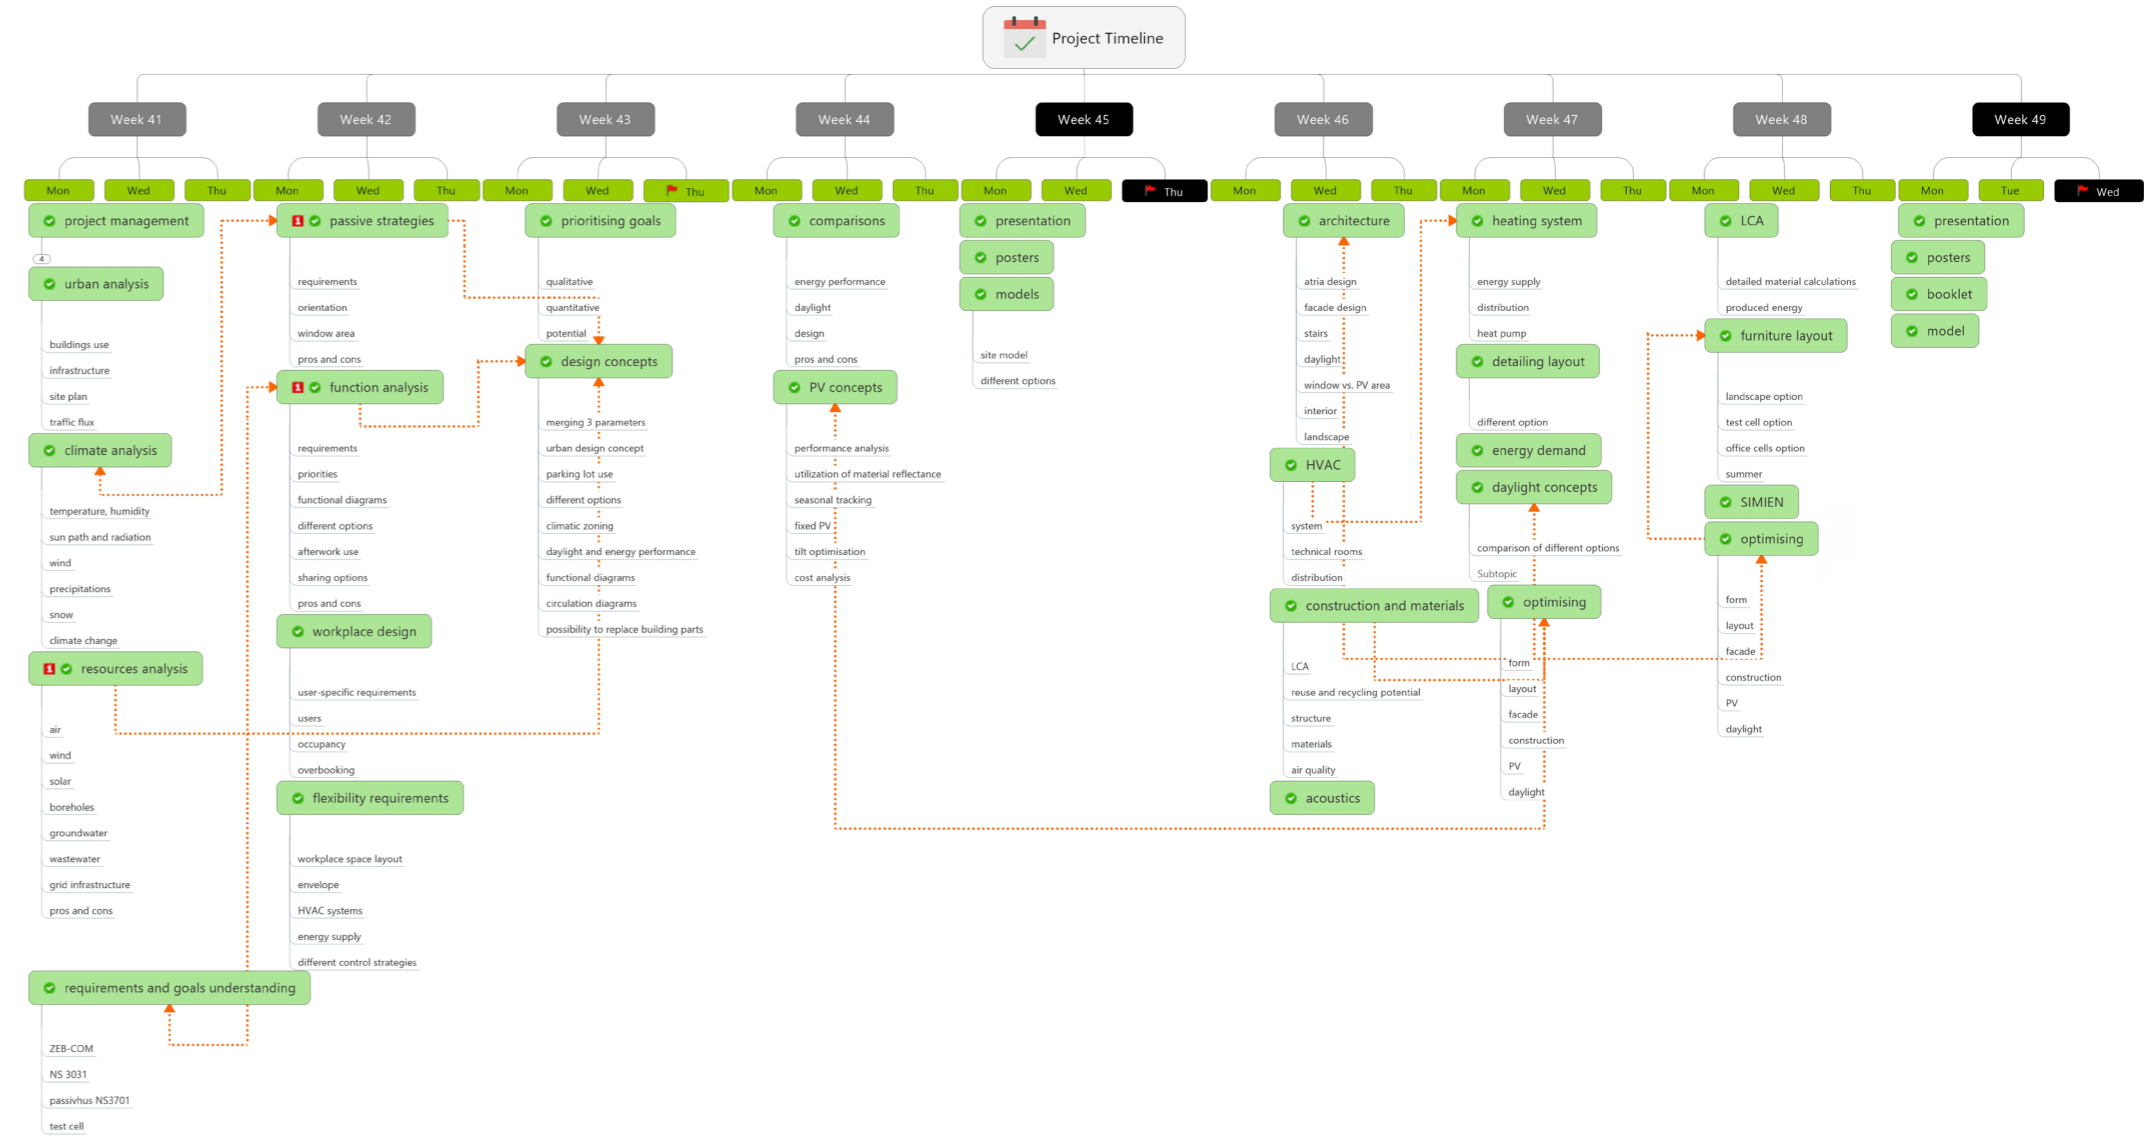 Project Timeline
Week 41
Week 42
Week 43
Week 44
Week 45
Week 46
Week 47
Week 48
Week 49
Mon
Wed
Thu
Mon
Wed
Thu
Mon
Wed
Thu
Mon
Wed
Thu
Mon
Wed
Thu
Mon
Wed
Thu
Mon
Wed
Thu
Mon
Wed
Thu
Mon
Tue
Wed
project management
4
urban analysis
buildings use
infrastructure
site plan
traffic flux
climate analysis
temperature, humidity
sun path and radiation
wind
precipitations
snow
climate change
1
resources analysis
air
wind
solar
boreholes
groundwater
wastewater
grid infrastructure
pros and cons
requirements and goals understanding
ZEB-COM
NS 3031
passivhus NS3701
test cell
1
passive strategies
requirements
orientation
window area
pros and cons
1
function analysis
requirements
priorities
functional diagrams
different options
afterwork use
sharing options
pros and cons
workplace design
user-specific requirements
users
occupancy
overbooking
flexibility requirements
workplace space layout
envelope
HVAC systems
energy supply
different control strategies
prioritising goals
qualitative
quantitative
potential
design concepts
merging 3 parameters
urban design concept
parking lot use
different options
climatic zoning
daylight and energy performance
functional diagrams
circulation diagrams
possibility to replace building parts
comparisons
energy performance
daylight
design
pros and cons
PV concepts
performance analysis
utilization of material reflectance
seasonal tracking
fixed PV
tilt optimisation
cost analysis
presentation
posters
models
site model
different options
architecture
atria design
facade design
stairs
daylight
window vs. PV area
interior
landscape
HVAC
system
technical rooms
distribution
construction and materials
LCA
reuse and recycling potential
structure
materials
air quality
acoustics
heating system
energy supply
distribution
heat pump
detailing layout
different option
energy demand
daylight concepts
comparison of different options
Subtopic
optimising
form
layout
facade
construction
PV
daylight
LCA
detailed material calculations
produced energy
furniture layout
landscape option
test cell option
office cells option
summer
SIMIEN
optimising
form
layout
facade
construction
PV
daylight
presentation
posters
booklet
model